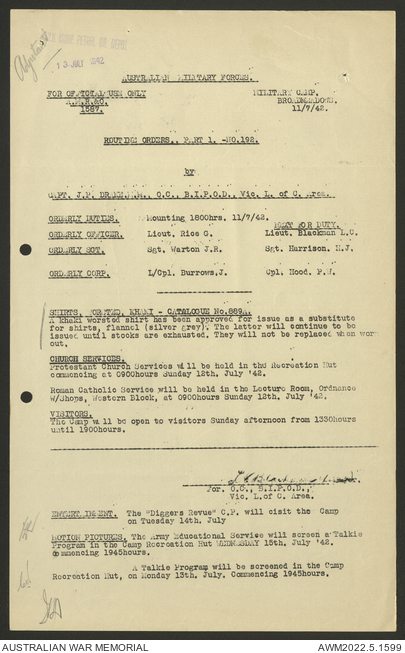 13 JUL 1942
AUSTRALIAN MILITARY FORCES.
FOR OFFICIAL USE ONLY
MILITARY CAMP,
BROADMEADOWS.
1587.
11/7/42.
ROUTINE ORDERS,. PART 1, -NO.192.
by
CAPT. J.P. O.C., B.I.P.O.D., Vic. L. of C. Area.
ORDERLY DUTIES. Mounting 1800hrs. 11/7/42.
NEXT FOR DUTY.
ORDERLY OFFICER. Lieut. Rice G. Lieut. Blackman L.C.
ORDERLY SGT. Sgt. Warton J.R. Sgt. Harrison. H.J.
ORDERLY CORP. L/Cpl. Burrows,J. Cpl. Hood. P.W.
SHIRTS, WORSTED, KHAKI - CATALOGUE No.889A.
A khaki worsted shirt has been approved for issue as a substitute
for shirts, flannel (silver grey). The latter will continue to be
issued until stocks are exhausted. They will not be replaced when worn
out.
CHURCH SERVICES.
Protestant Church Services will be held in the Recreation Hut
commencing at 0900hours Sunday 12th, July '42.
Roman Catholic Service will be held in the Lecture Room, Ordnance
W/Shops, Western Block, at 0900hours Sunday 12th. July '42.
VISITORS.
The Camp will be open to visitors Sunday afternoon from 1330hours
until 1900hours.
For O.C., B.I.P.O.D.,
Vic. L.of C. Area.
The "Diggers Revue" C.P. will visit the Camp
on Tuesday 14th, July
MOTION PICTURES. The Army Educational Service will screen a Talkie
Program in the Camp Recreation Hut WEDNESDAY 15th, July '42.
Commencing 1945hours.
A Talkie Program will be screened in the Camp
Recreation Hut, on Monday 13th, July. Commencing 1945hours.
AUSTRALIAN WAR MEMORIAL
AWM2022.5.1599